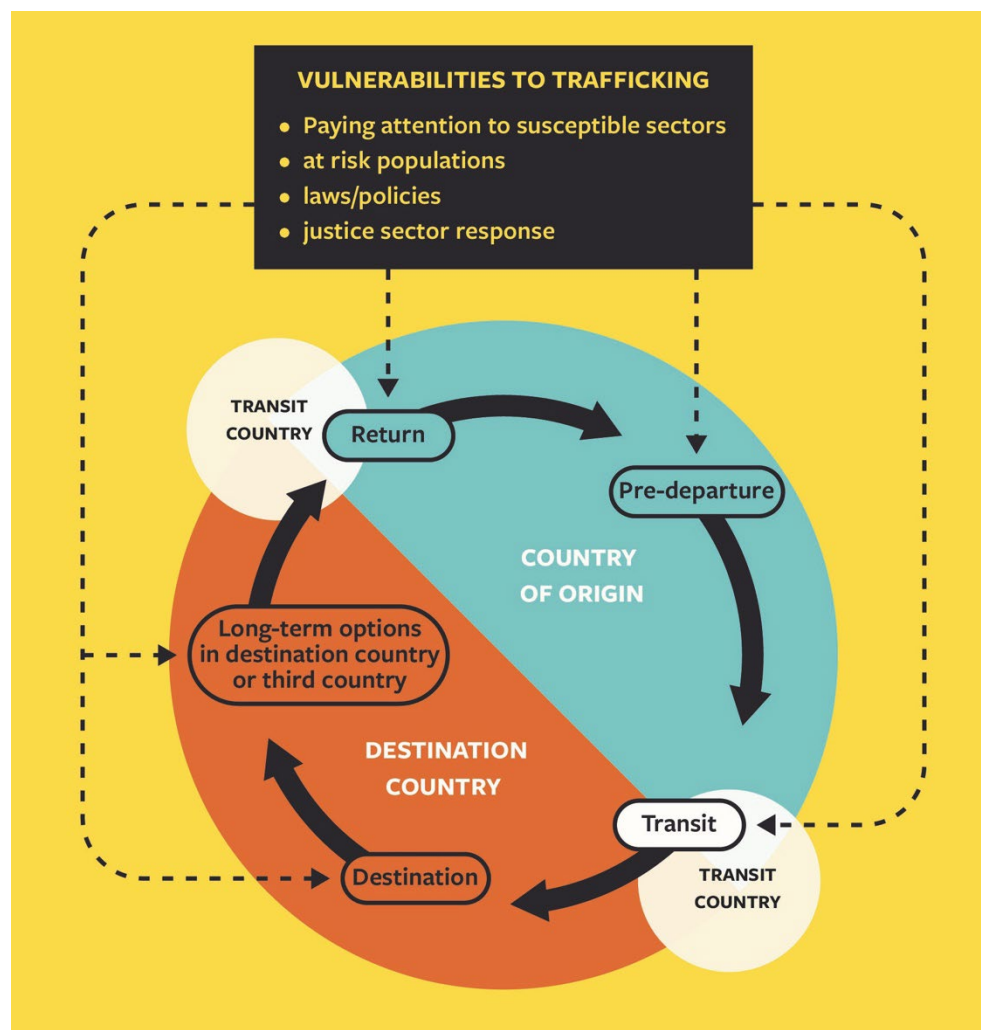 VULNERABILITIES TO TRAFFICKING
• Paying attention to susceptible sectors
• at risk populations
• laws/policies
• justice sector response
TRANSIT
COUNTRY
Return
Pre-departure
COUNTRY
OF ORIGIN
Long-term options
in destination country
or third country
DESTINATION
COUNTRY
Transit
Destination
TRANSIT
COUNTRY